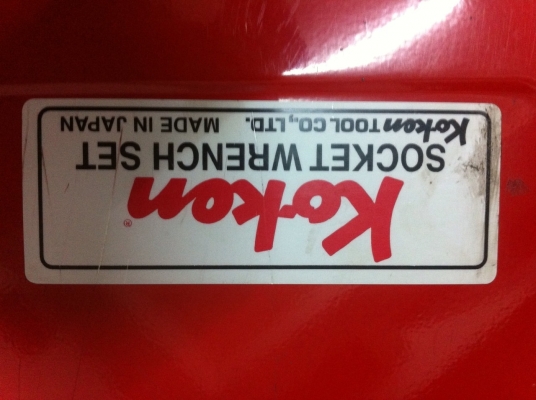 Ko-ken®
SOCKET WRENCH SET
Ko-ken TOOL CO., LTD. MADE IN JAPAN